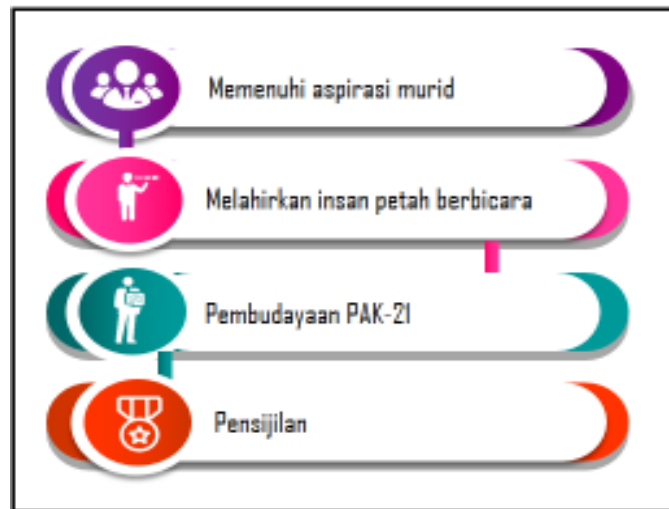 Memenuhi aspirasi murid
Melahirkan insan petah berbicara
Pembudayaan PAK-21
Pensijilan